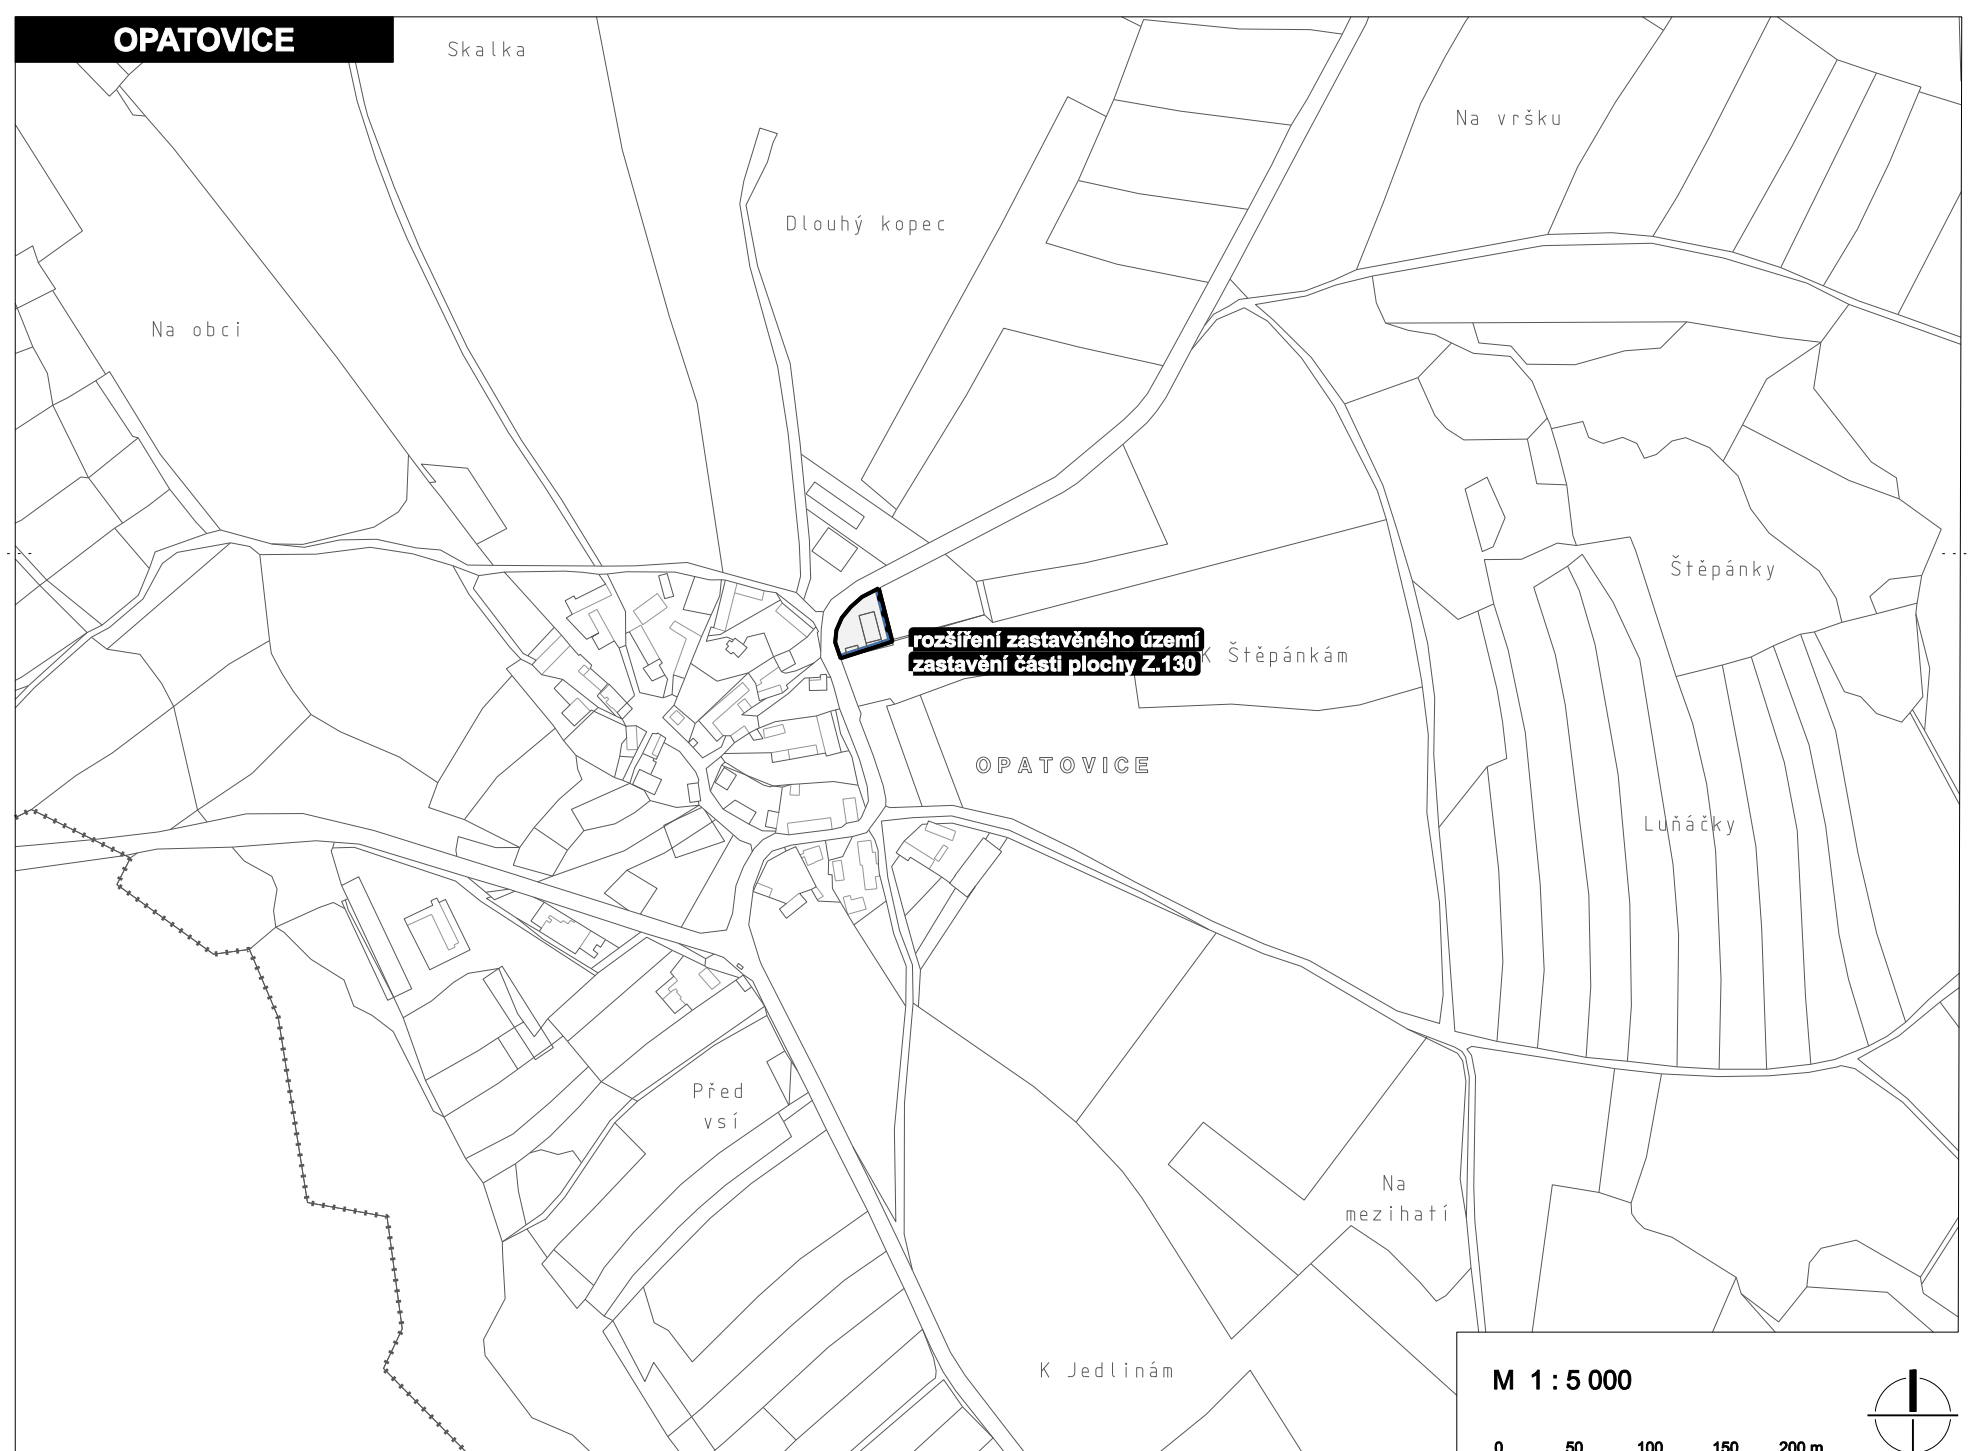 OPATOVICE
Skalka
Na vršku
Dlouhý kopec
Na obci
Štěpánky
rozšíření zastavěného území
zastavění části plochy Z.130
K Štěpánkám
OPATOVICE
Luňáčky
Před
vsí
Na
mezihatí
K Jedlinám
M 1 : 5 000
0 50 100 150 200 m